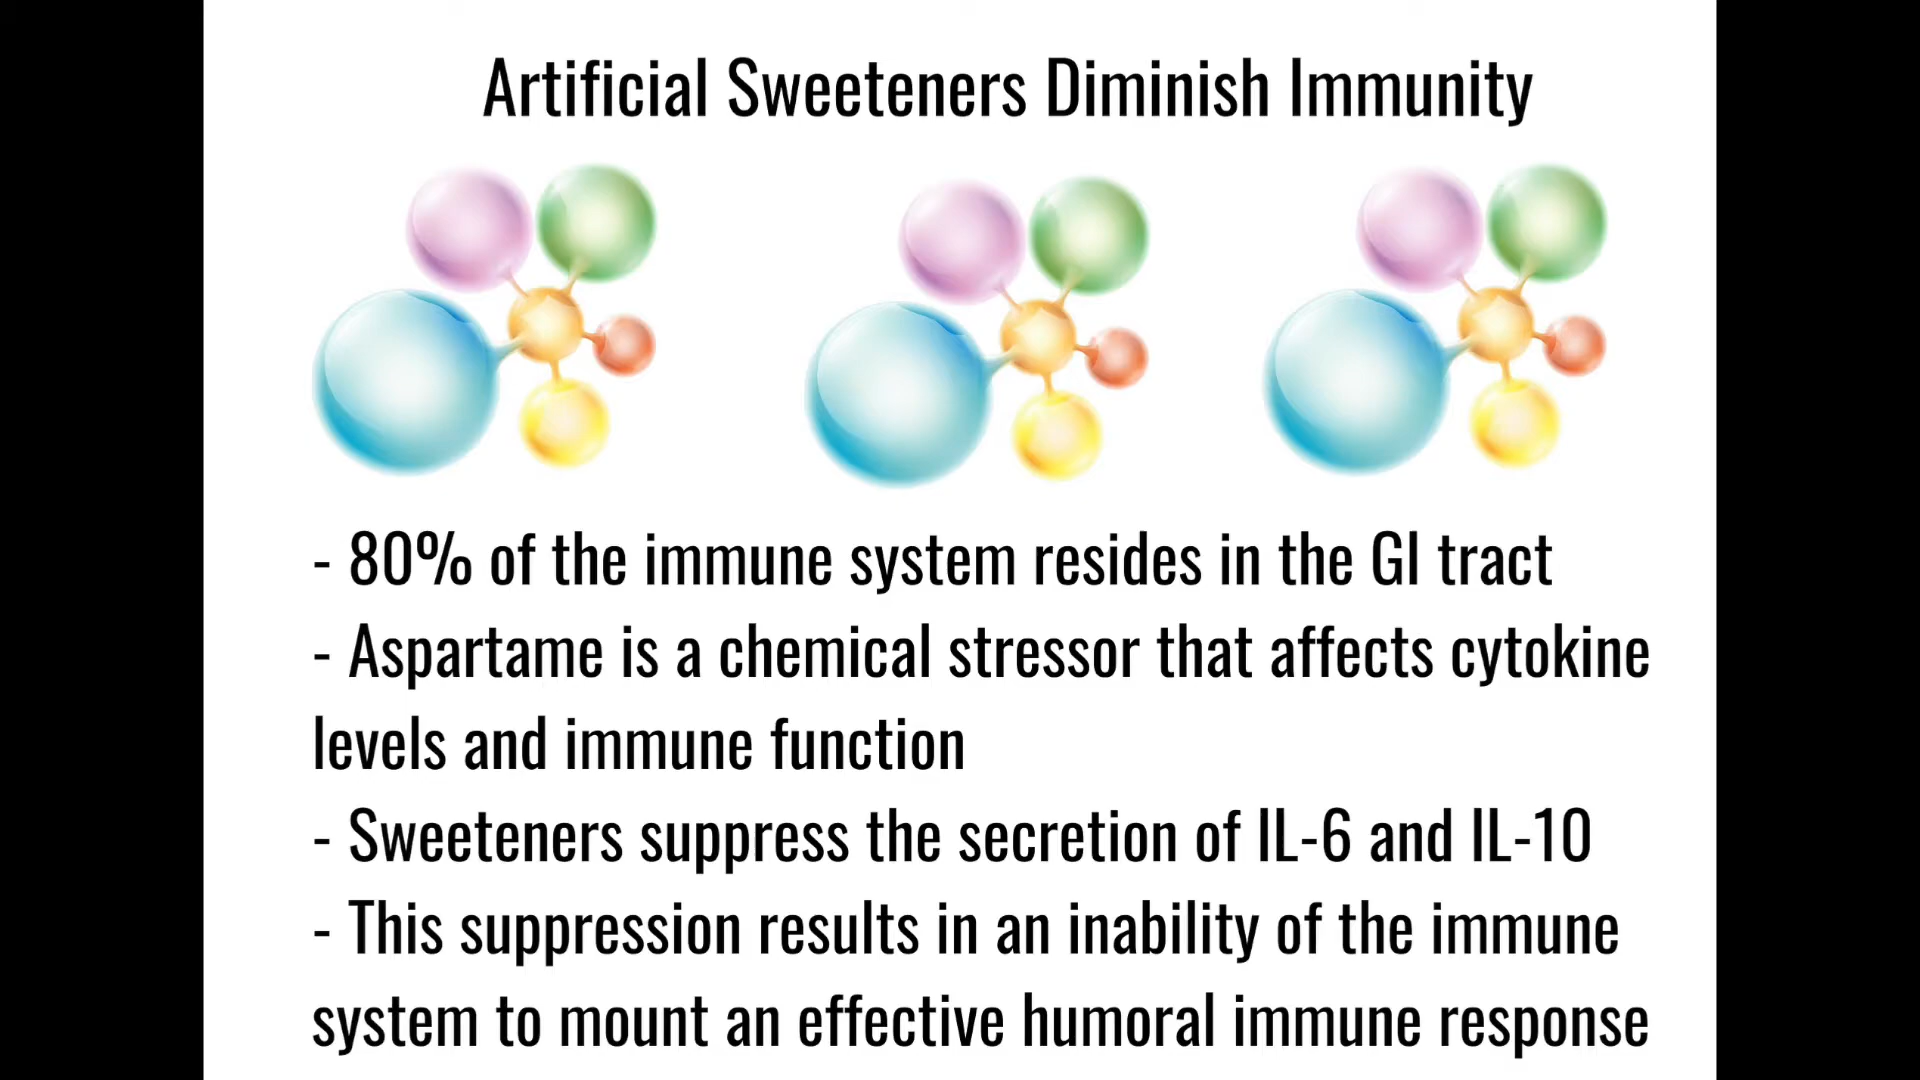 Artificial Sweeteners Diminish Immunity
- 80% of the immune system resides in the GI tract
- Aspartame is a chemical stressor that affects cytokine
levels and immune function
- Sweeteners suppress the secretion of IL-6 and IL-10
- This suppression results in an inability of the immune
system to mount an effective humoral immune response